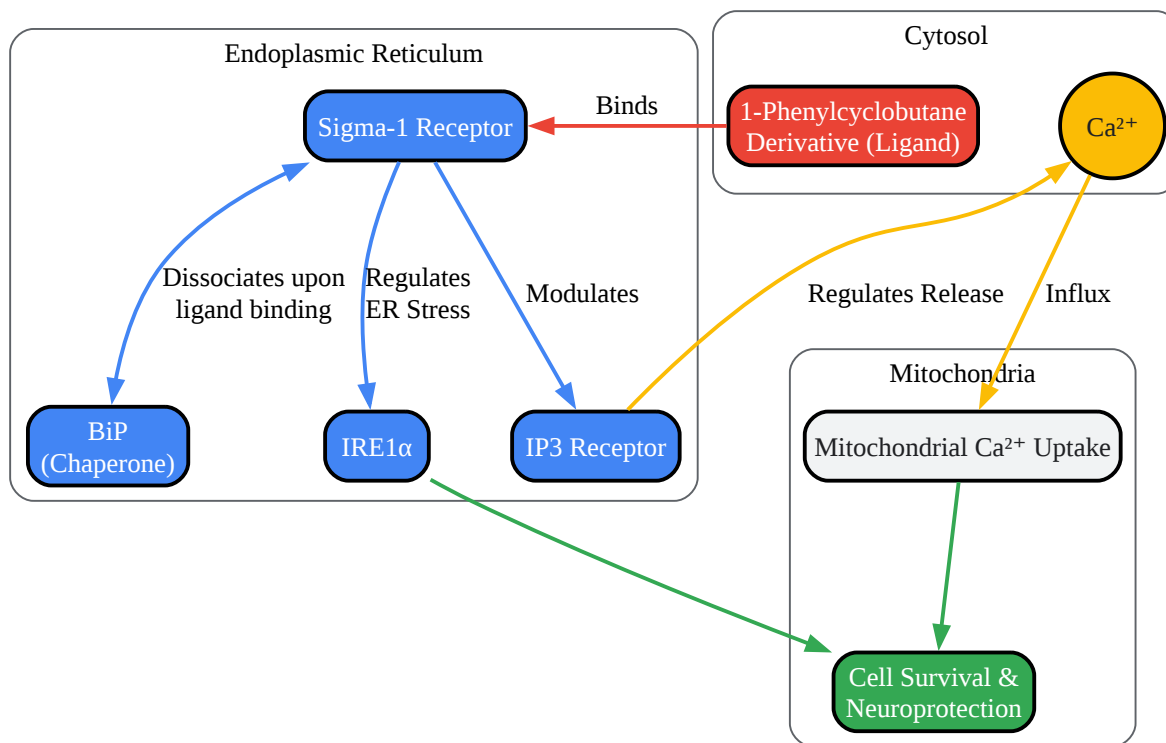 Cytosol
Endoplasmic Reticulum
Sigma-1 Receptor
Binds
1-Phenylcyclobutane
Derivative (Ligand)
Ca²⁺
Dissociates upon
ligand binding
Regulates
ER Stress
Modulates
Regulates Release
Influx
Mitochondria
BiP
(Chaperone)
IRE1α
IP3 Receptor
Mitochondrial Ca²⁺ Uptake
Cell Survival &
Neuroprotection